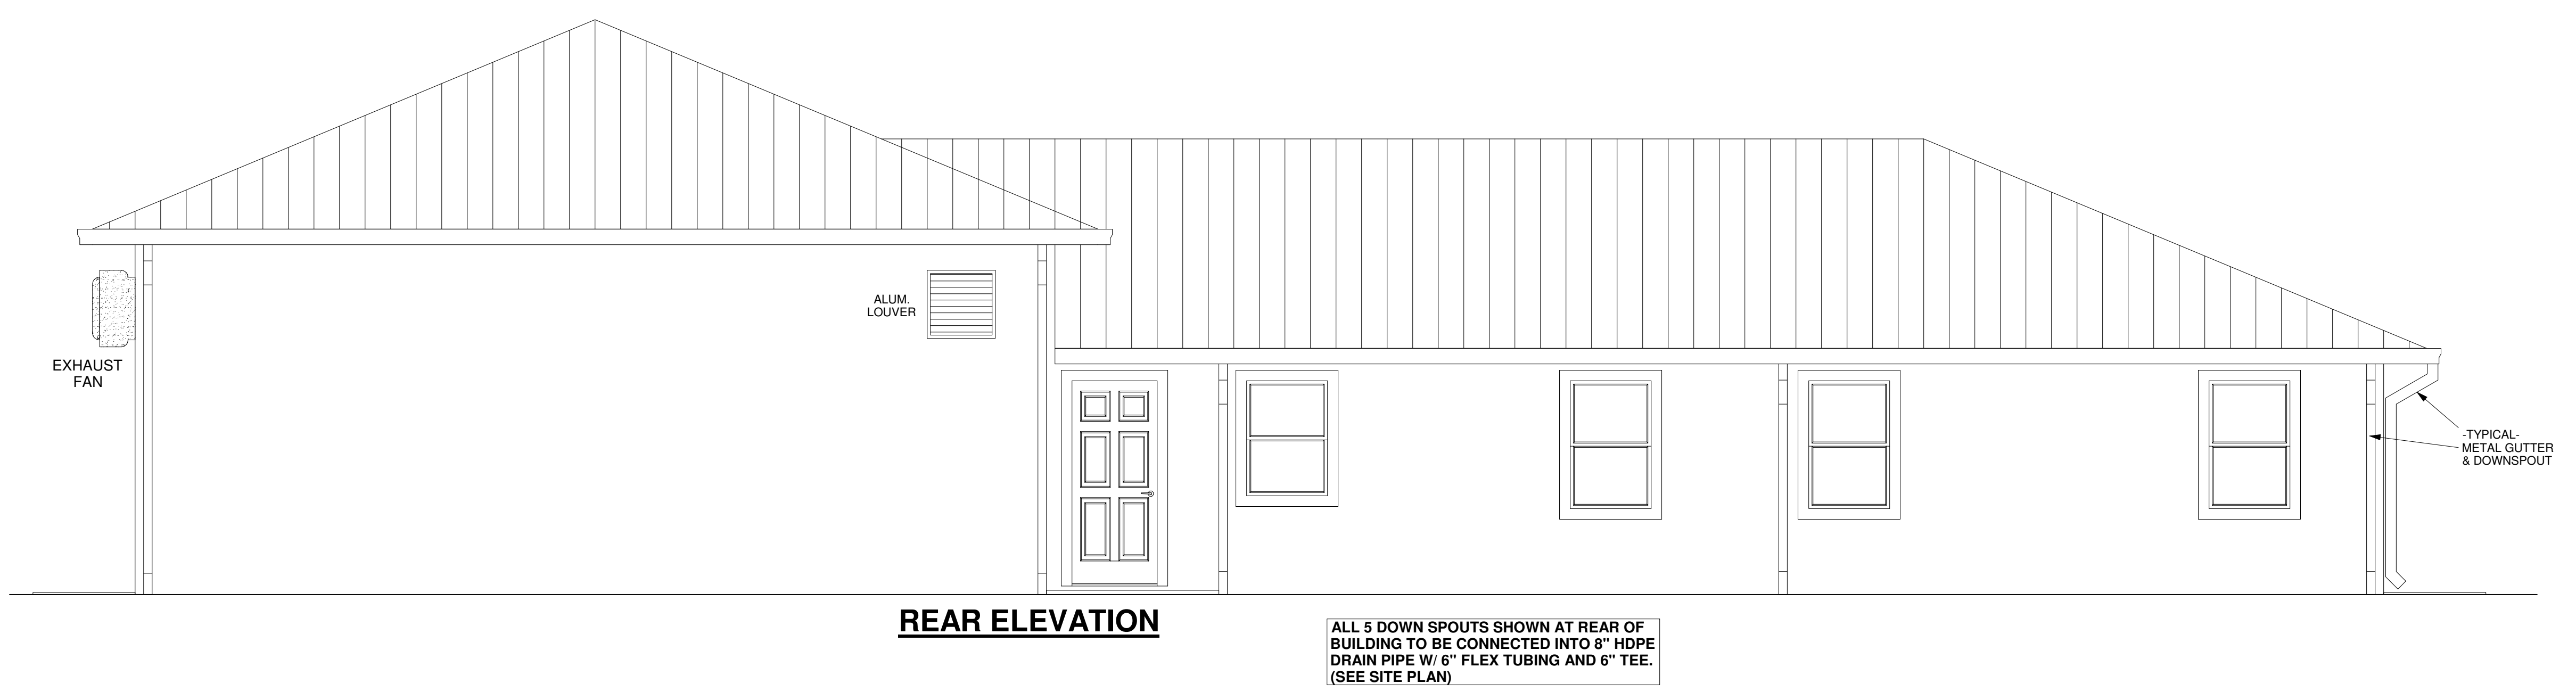 ALUM.
LOUVER
EXHAUST
FAN
-TYPICAL-
METAL GUTTER
& DOWNSPOUT
REAR ELEVATION
ALL 5 DOWN SPOUTS SHOWN AT REAR OF
BUILDING TO BE CONNECTED INTO 8" HDPE
DRAIN PIPE W/ 6" FLEX TUBING AND 6" TEE.
(SEE SITE PLAN)